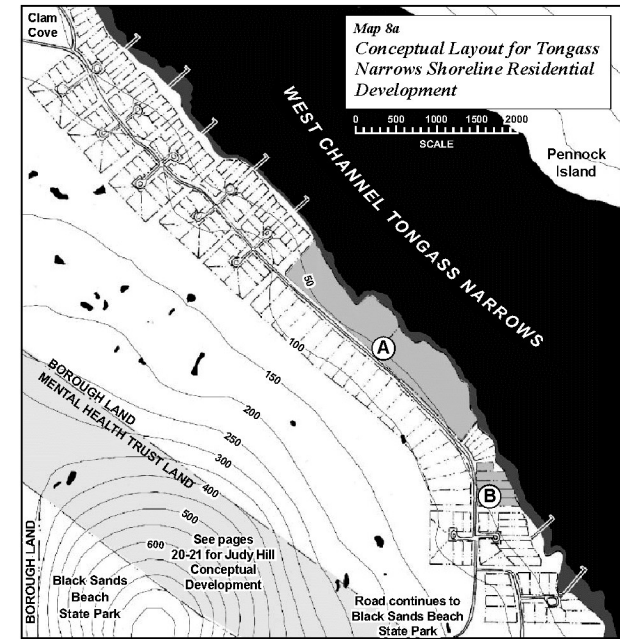 Clam
Cove
Map 8a
Conceptual Layout for Tongass
Narrows Shoreline Residential
Development
0 500 1000 1500 2000
SCALE
Pennock
Island
WEST CHANNEL TONGASS NARROWS
50
A
100
150
200
250
300
400
500
600
BOROUGH LAND
MENTAL HEALTH TRUST LAND
B
See pages
20-21 for Judy Hill
Conceptual
Development
BOROUGH LAND
Black Sands
Beach
State Park
Road continues to
Black Sands Beach
State Park